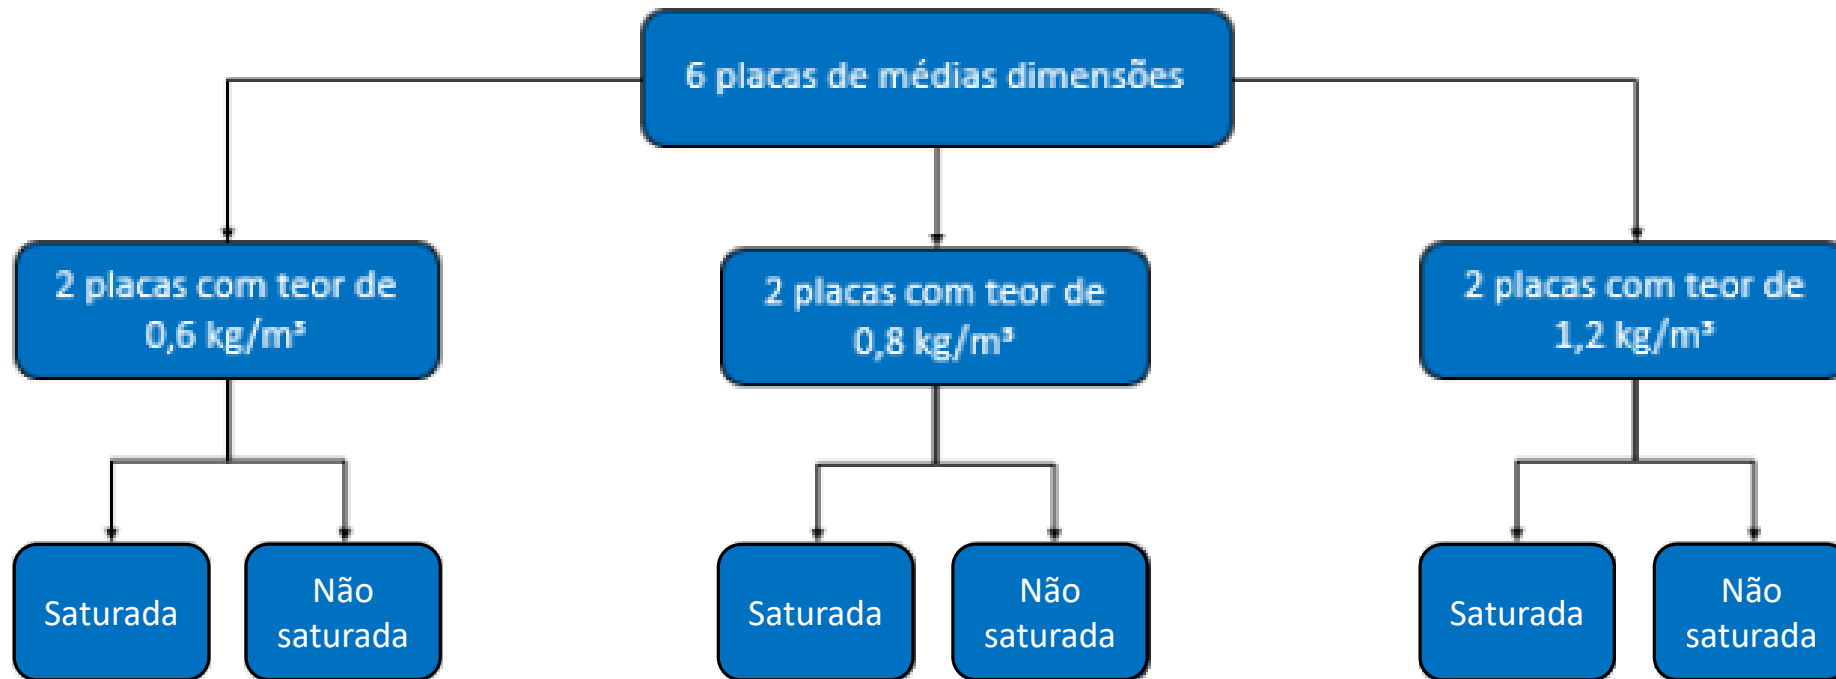 6 placas de médias dimensões
2 placas com teor de
0,6 kg/m³
2 placas com teor de
0,8 kg/m³
2 placas com teor de
1,2 kg/m³
Saturada
Não
saturada
Saturada
Não
saturada
Saturada
Não
saturada